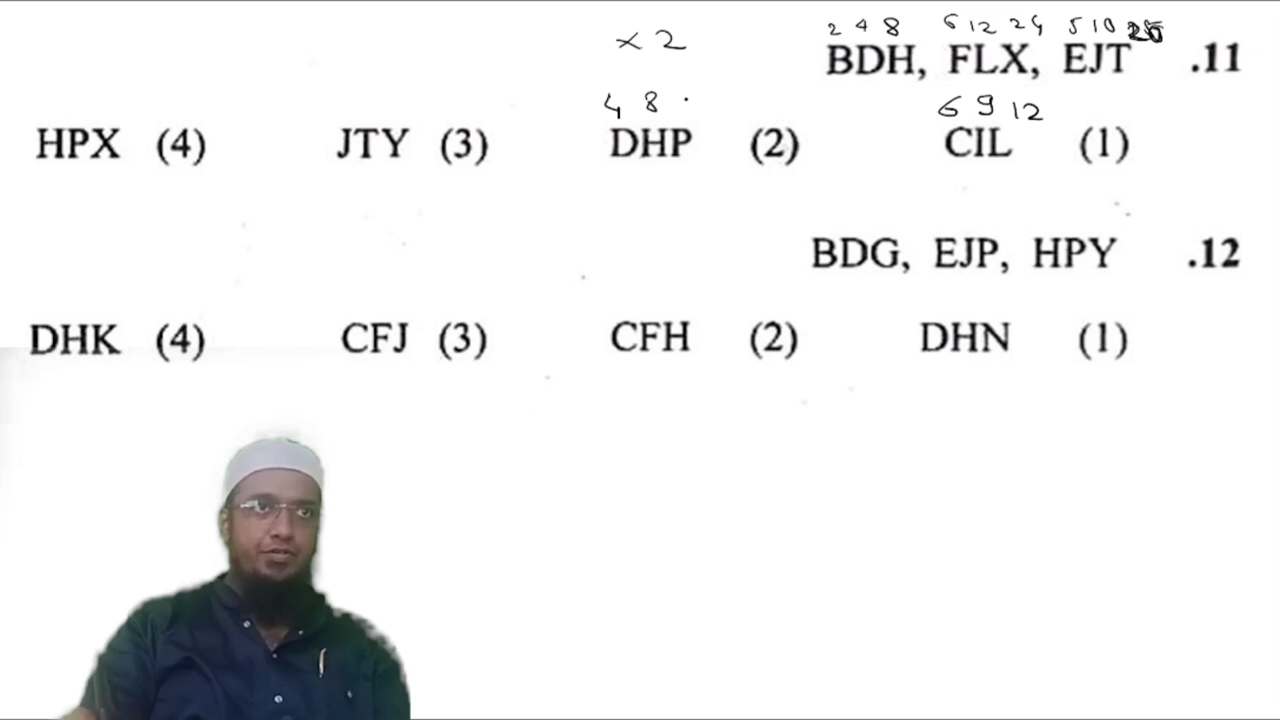 × 2 2 4 8 6 12 24 5 10
BDH, FLX, EJT .11
4 8 · 6 9 12
HPX (4) JTY (3) DHP (2) CIL (1)
BDG, EJP, HPY .12
DHK (4) CFJ (3) CFH (2) DHN (1)